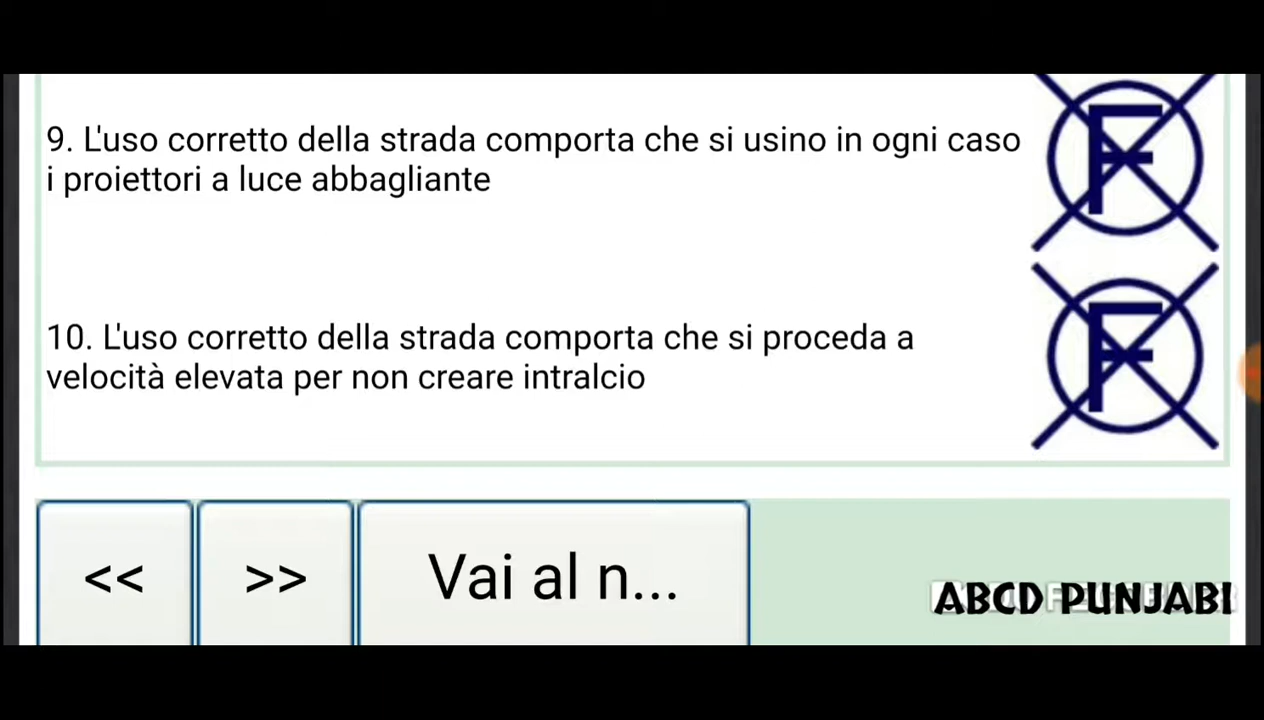 9. L'uso corretto della strada comporta che si usino in ogni caso
i proiettori a luce abbagliante
F
10. L'uso corretto della strada comporta che si proceda a
velocità elevata per non creare intralcio
F
<<
>>
Vai al n...
ABCD PUNJABI